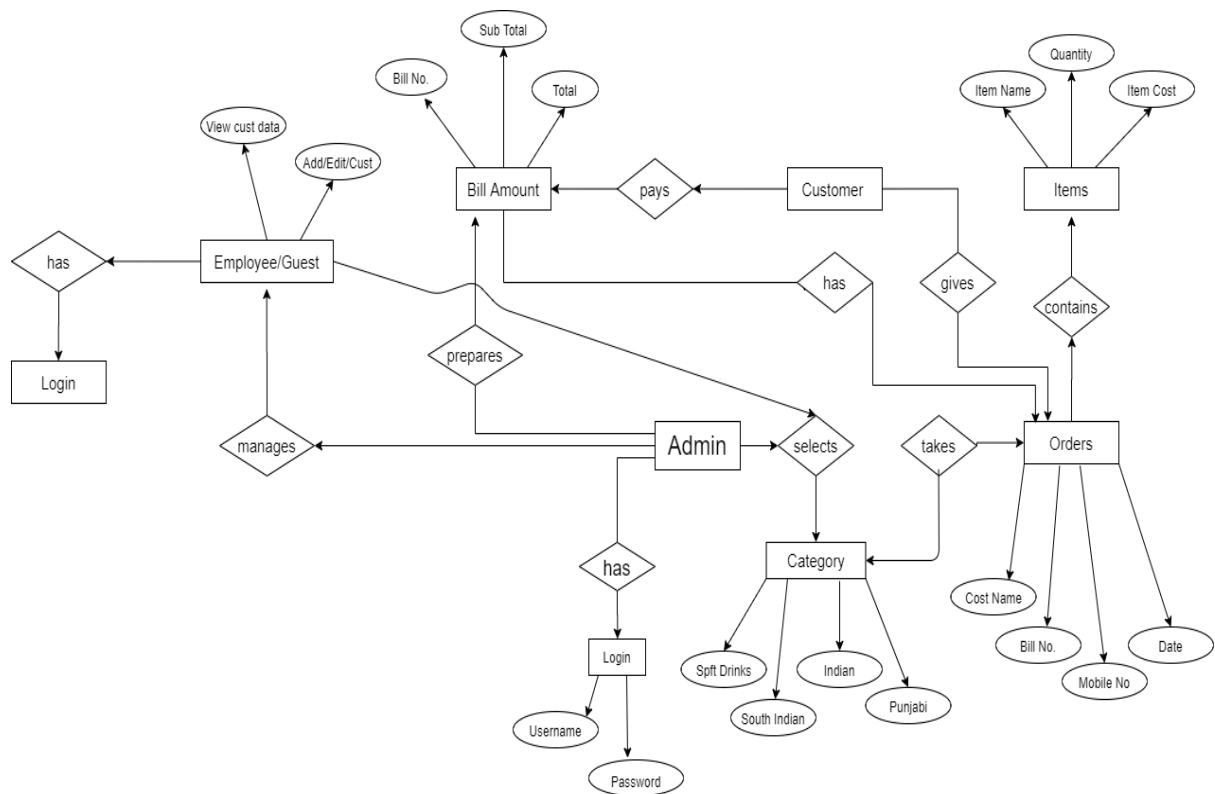 Sub Total
Quantity
Bill No.
Total
Item Name
Item Cost
View cust data
Add/Edit/Cust
Bill Amount
pays
Customer
Items
has
Employee/Guest
has
gives
contains
prepares
Login
manages
Admin
selects
takes
Orders
has
Category
Cost Name
Login
Spft Drinks
Indian
Bill No.
Date
Mobile No
South Indian
Punjabi
Username
Password